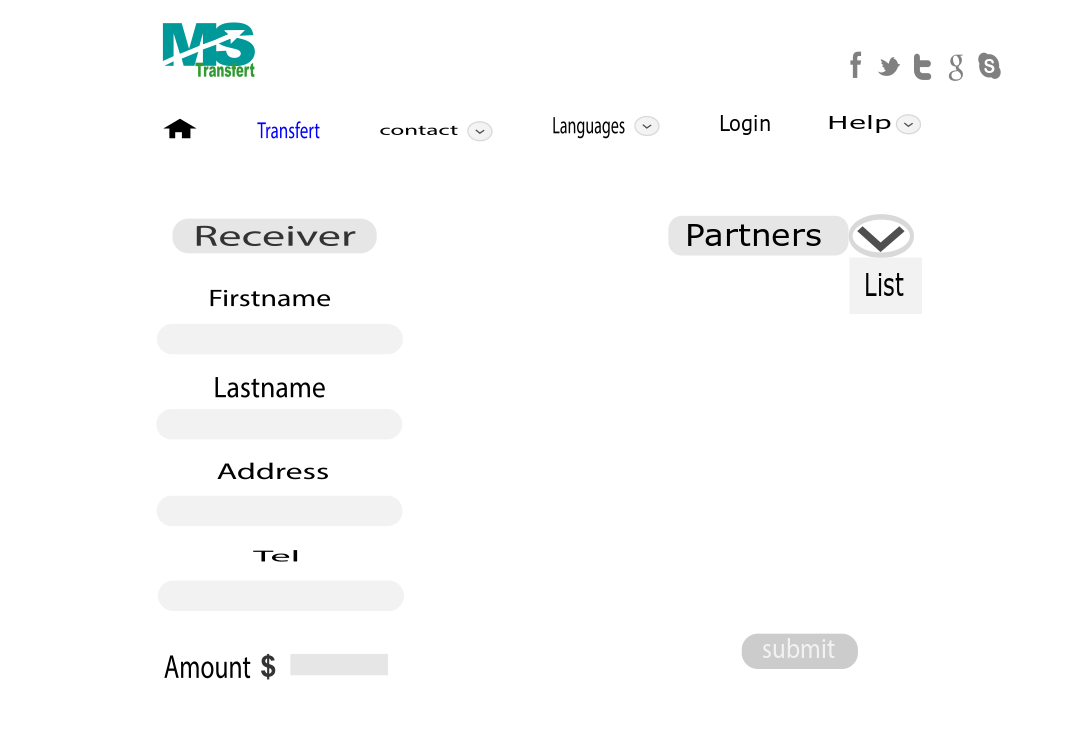 MS
Transfert
Transfert contact Languages Login Help
Receiver
Partners
List
Firstname
Lastname
Address
Tel
Amount $
submit